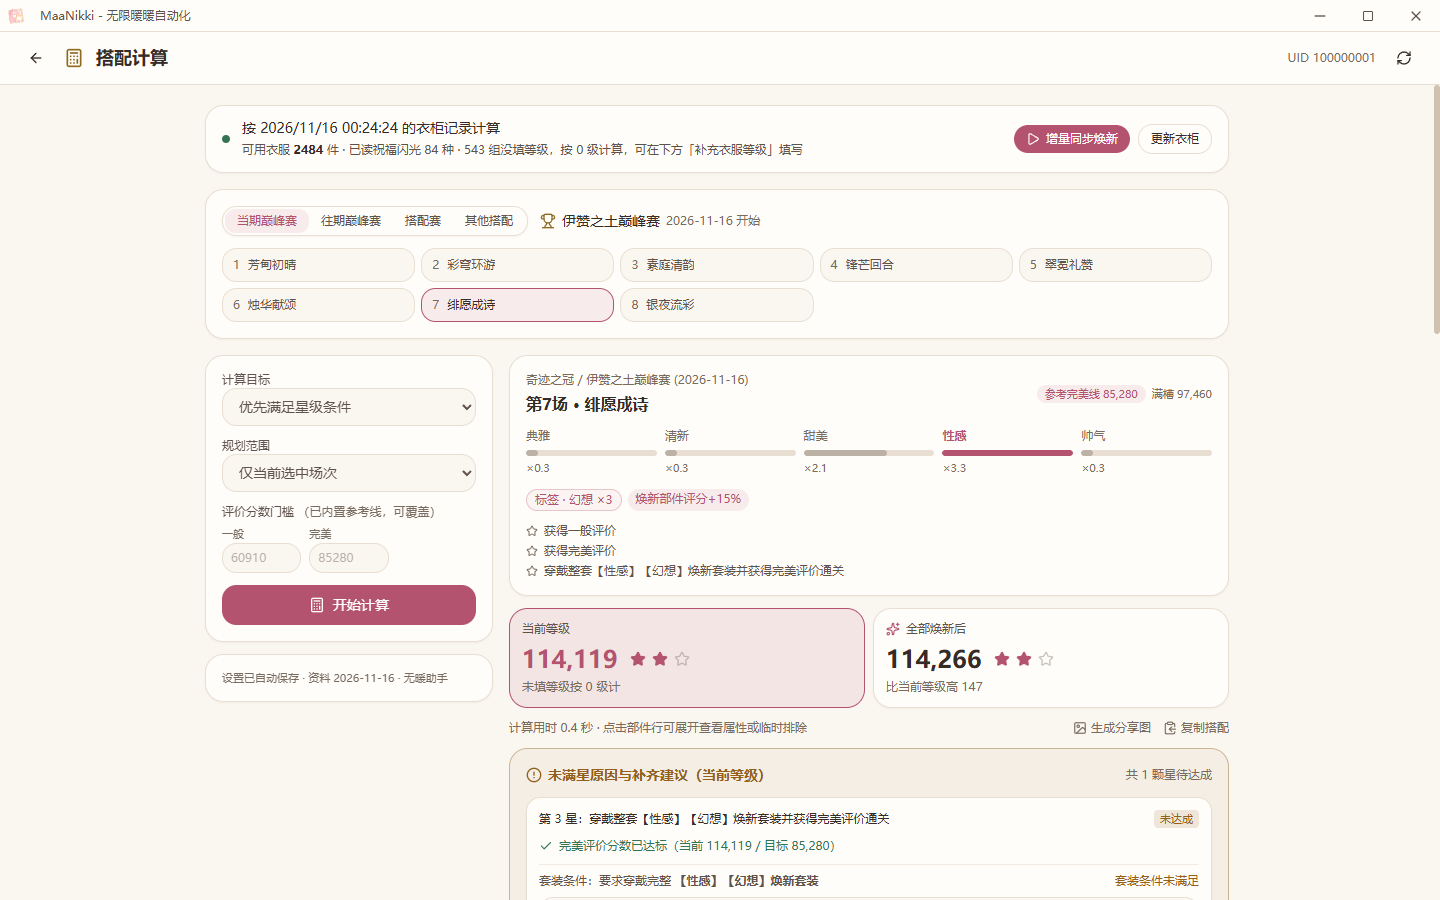 MaaNikki - 无限暖暖自动化
搭配计算
UID 100000001
按 2026/11/16 00:24:24 的衣柜记录计算
可用衣服 2484 件 · 已读祝福闪光 84 种 · 543 组没填等级，按 0 级计算，可在下方「补充衣服等级」填写
增量同步焕新
更新衣柜
当期巅峰赛
往期巅峰赛
搭配赛
其他搭配
伊赞之土巅峰赛 2026-11-16 开始
1 芳甸初晴
2 彩穹环游
3 素庭清韵
4 锋芒回合
5 翠冕礼赞
6 烛华献颂
7 绯愿成诗
8 银夜流彩
计算目标
优先满足星级条件
规划范围
仅当前选中场次
评价分数门槛 （已内置参考线，可覆盖）
一般
完美
60910
85280
开始计算
设置已自动保存 · 资料 2026-11-16 · 无暖助手
奇迹之冠 / 伊赞之土巅峰赛 (2026-11-16)
第7场 • 绯愿成诗
参考完美线 85,280
满槽 97,460
典雅
清新
甜美
性感
帅气
×0.3
×0.3
×2.1
×3.3
×0.3
标签 · 幻想 ×3
焕新部件评分+15%
获得一般评价
获得完美评价
穿戴整套【性感】【幻想】焕新套装并获得完美评价通关
当前等级
114,119
未填等级按 0 级计
全部焕新后
114,266
比当前等级高 147
计算用时 0.4 秒 · 点击部件行可展开查看属性或临时排除
生成分享图
复制搭配
未满星原因与补齐建议（当前等级）
共 1 颗星待达成
第 3 星：穿戴整套【性感】【幻想】焕新套装并获得完美评价通关
未达成
完美评价分数已达标（当前 114,119 / 目标 85,280）
套装条件：要求穿戴完整 【性感】【幻想】焕新套装
套装条件未满足